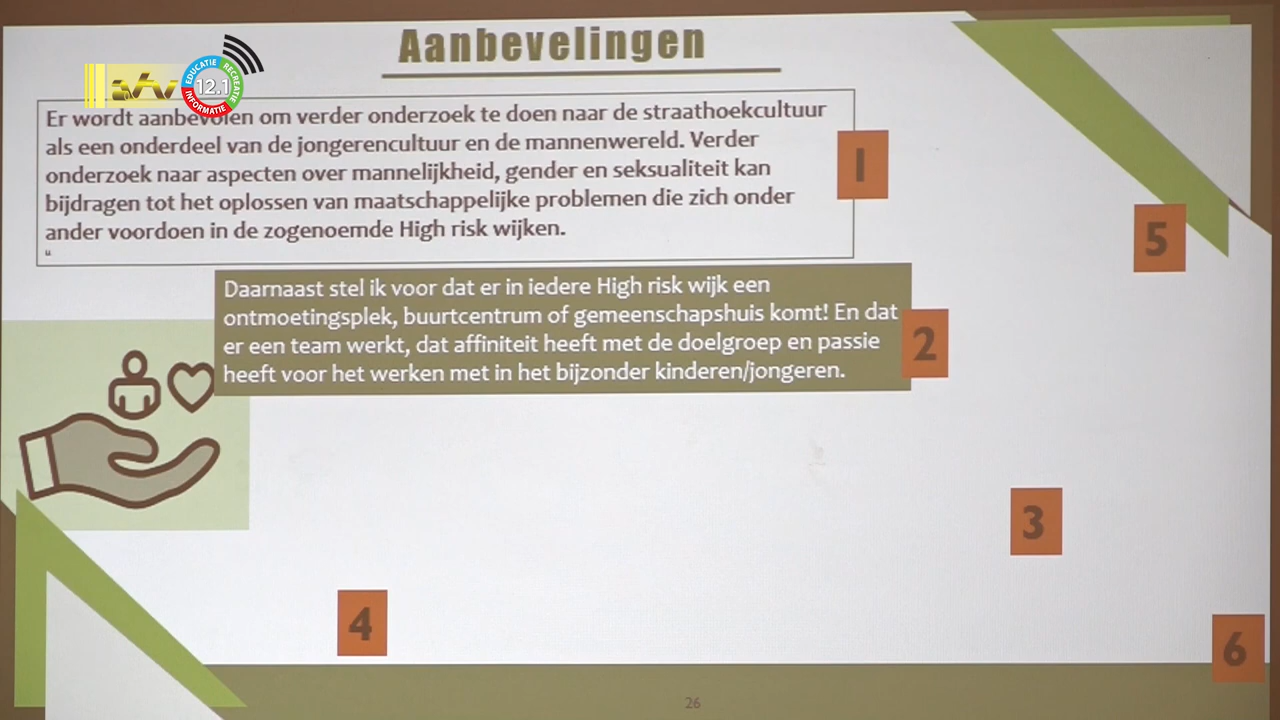 Aanbevelingen
atv
EDUCATIE
RECREATIE
INFORMATIE
12.1
Er wordt aanbevolen om verder onderzoek te doen naar de straathoekcultuur
als een onderdeel van de jongerencultuur en de mannenwereld. Verder
onderzoek naar aspecten over mannelijkheid, gender en seksualiteit kan
bijdragen tot het oplossen van maatschappelijke problemen die zich onder
ander voordoen in de zogenoemde High risk wijken.
“
1
5
Daarnaast stel ik voor dat er in iedere High risk wijk een
ontmoetingsplek, buurtcentrum of gemeenschapshuis komt! En dat
er een team werkt, dat affiniteit heeft met de doelgroep en passie
heeft voor het werken met in het bijzonder kinderen/jongeren.
2
3
4
6
26